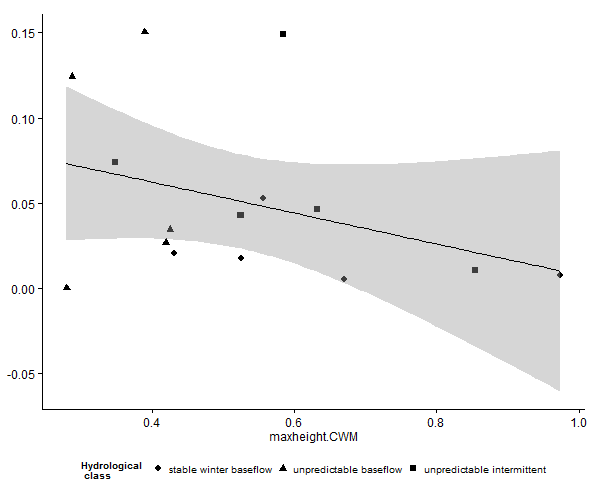 0.15
0.10
0.05
0.00
-0.05
0.4 0.6 0.8 1.0
maxheight.CWM
Hydrological
class
stable winter baseflow unpredictable baseflow unpredictable intermittent